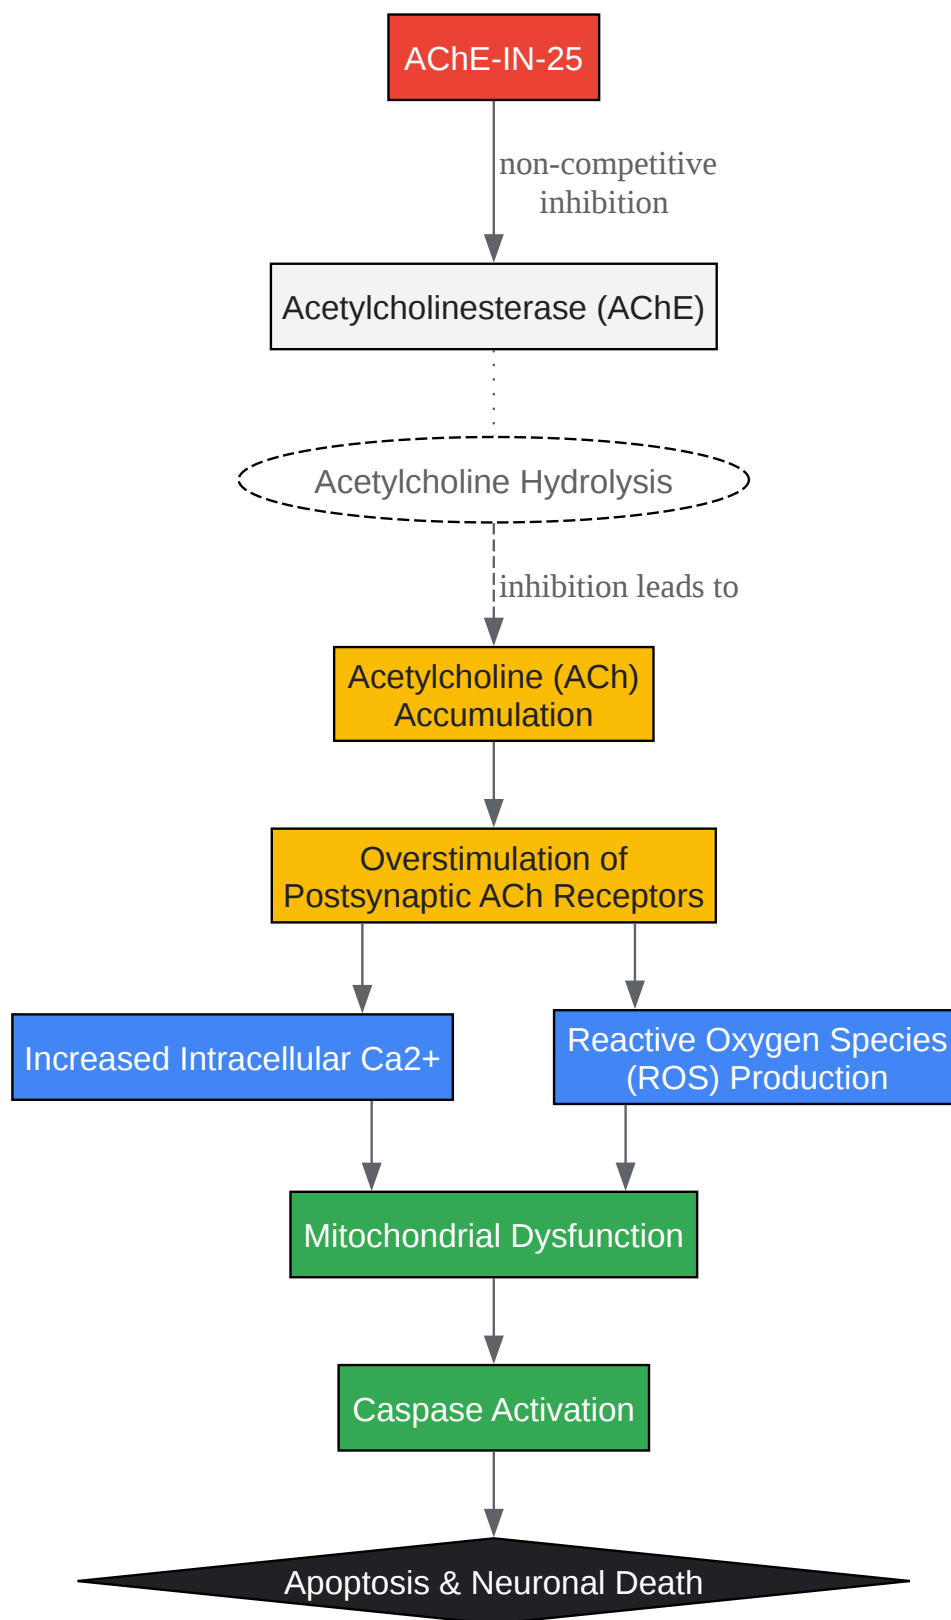 AChE-IN-25
non-competitive
inhibition
Acetylcholinesterase (AChE)
Acetylcholine Hydrolysis
inhibition leads to
Acetylcholine (ACh)
Accumulation
Overstimulation of
Postsynaptic ACh Receptors
Increased Intracellular Ca2+
Reactive Oxygen Species
(ROS) Production
Mitochondrial Dysfunction
Caspase Activation
Apoptosis & Neuronal Death